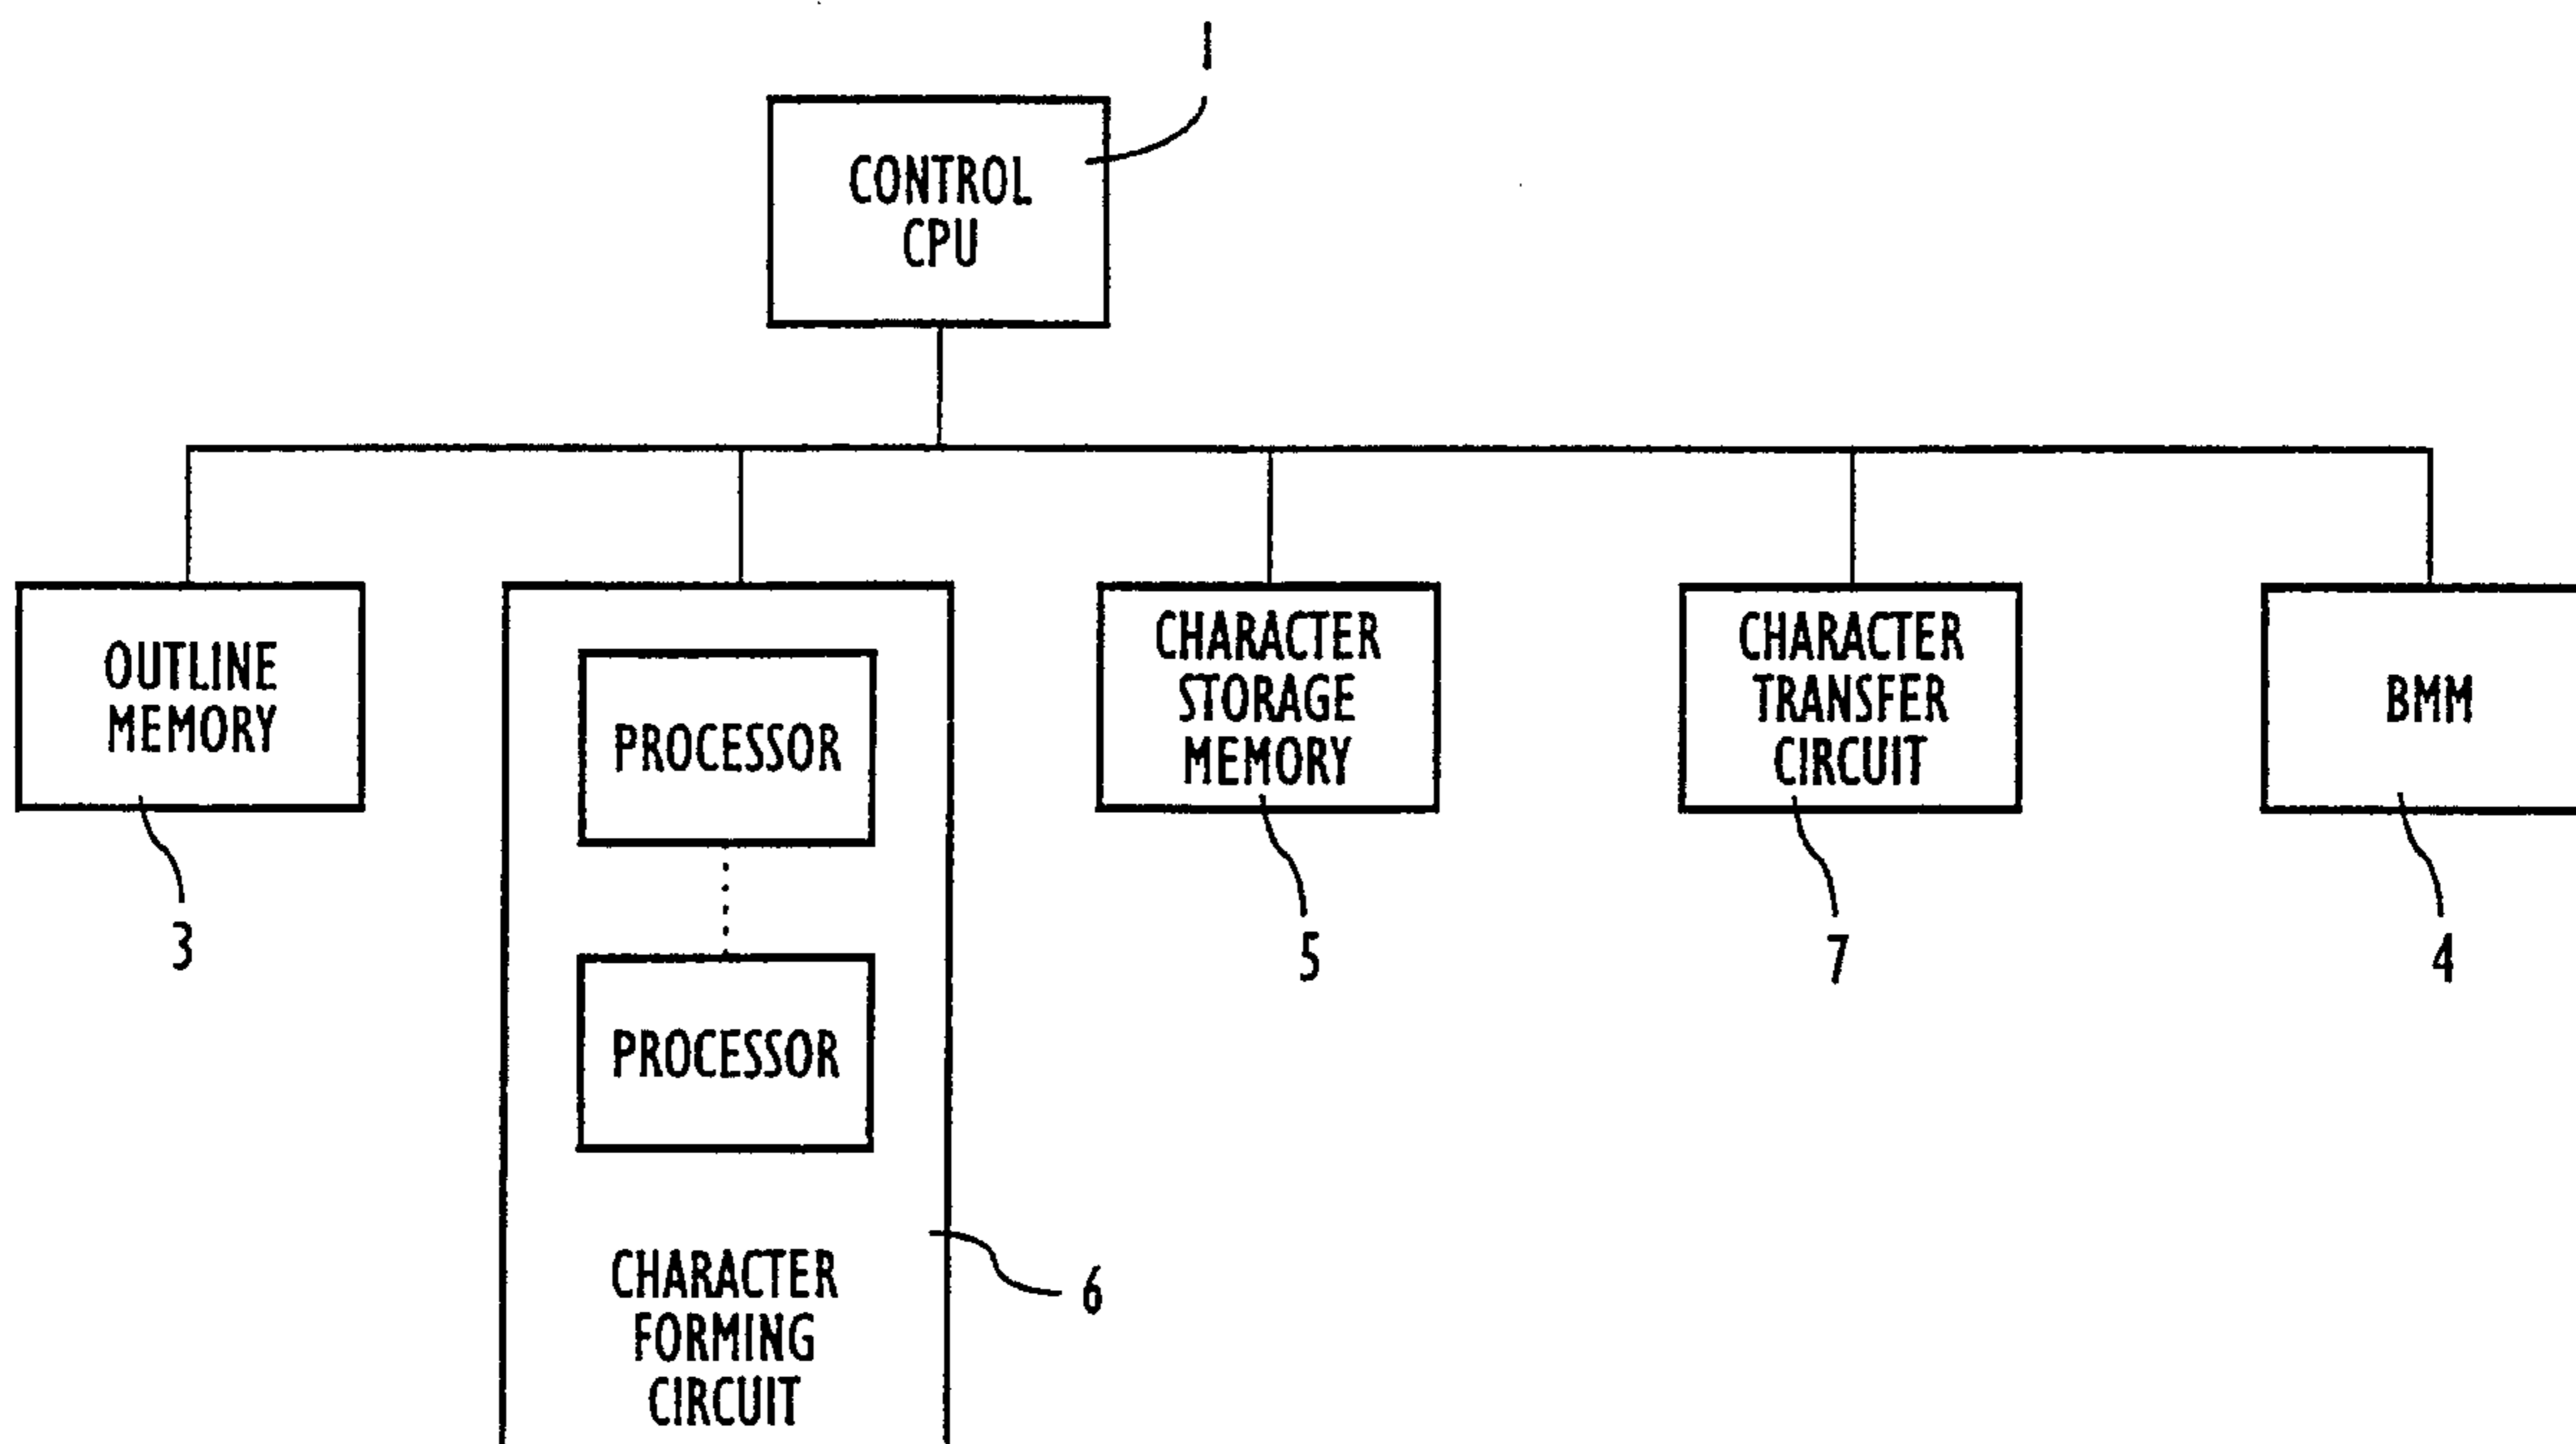 1
CONTROL
CPU
OUTLINE
MEMORY
3
PROCESSOR
PROCESSOR
CHARACTER
FORMING
CIRCUIT
6
CHARACTER
STORAGE
MEMORY
5
CHARACTER
TRANSFER
CIRCUIT
7
BMM
4